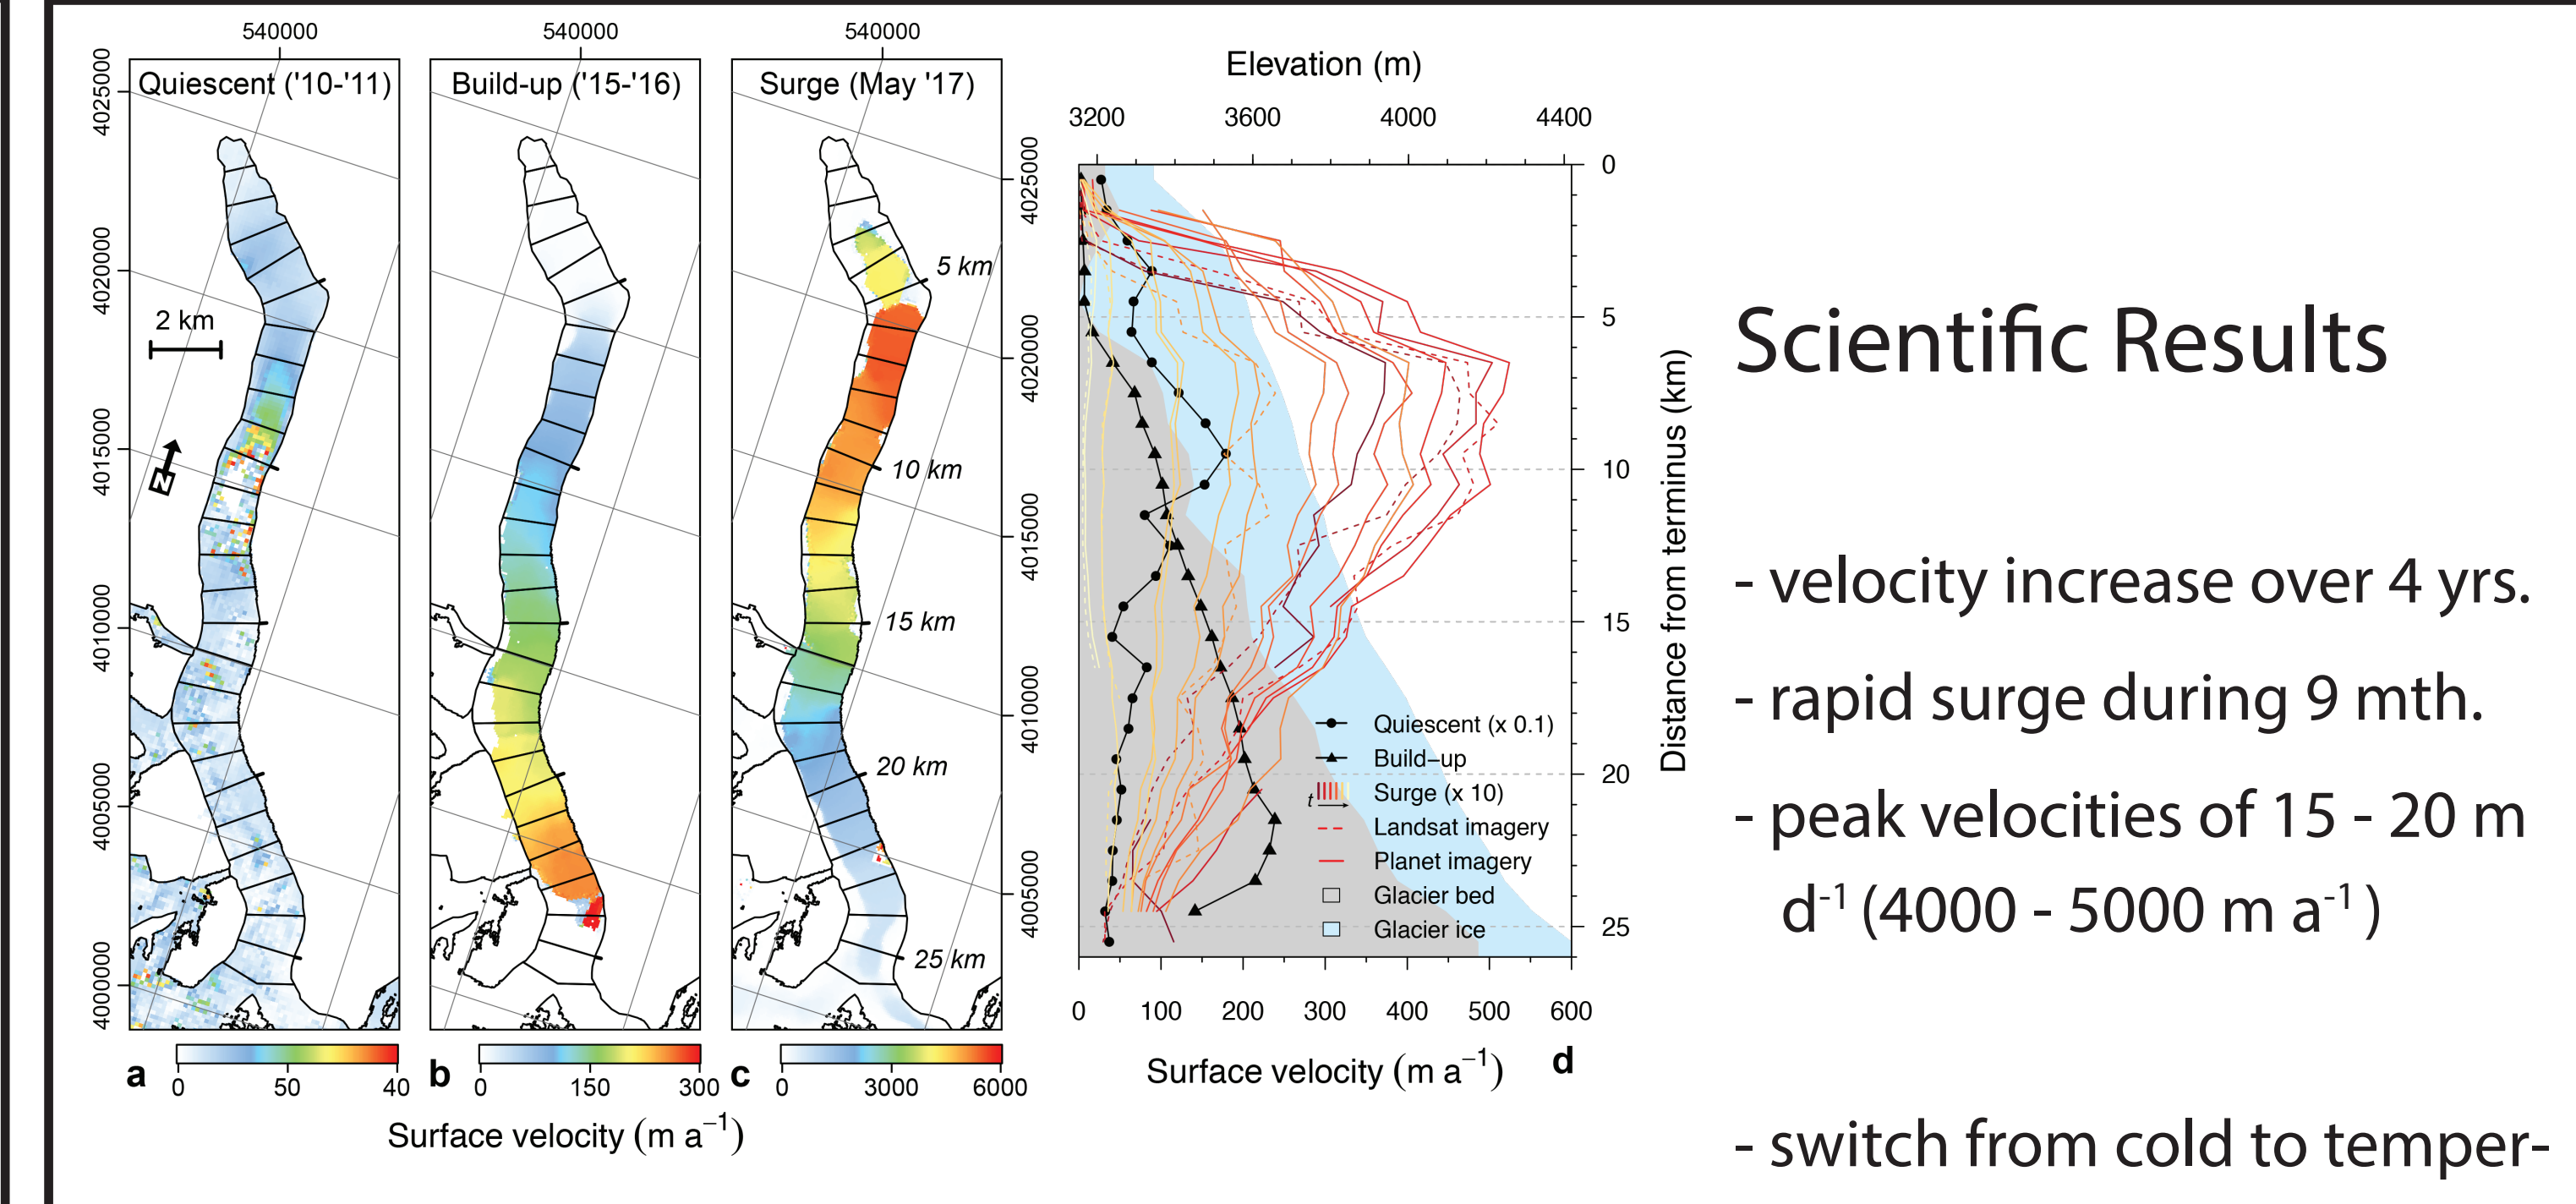 540000 540000 540000
Quiescent ('10-'11) Build-up ('15-'16) Surge (May '17)
4025000
4020000
4015000
4010000
4005000
4000000
2 km
N
5 km
10 km
15 km
20 km
25 km
4025000
4020000
4015000
4010000
4005000
a 0 50 40
b 0 150 300
c 0 3000 6000
Surface velocity (m a⁻¹)
Elevation (m)
3200 3600 4000 4400
0
5
10
15
20
25
Distance from terminus (km)
Quiescent (x 0.1)
Build−up
t Surge (x 10)
Landsat imagery
Planet imagery
Glacier bed
Glacier ice
0 100 200 300 400 500 600
Surface velocity (m a⁻¹) d
Scientific Results
- velocity increase over 4 yrs.
- rapid surge during 9 mth.
- peak velocities of 15 - 20 m
d⁻¹ (4000 - 5000 m a⁻¹ )
- switch from cold to temper-